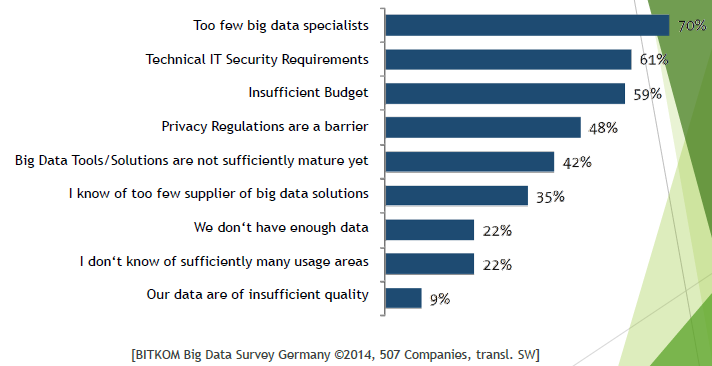 Too few big data specialists 70%
Technical IT Security Requirements 61%
Insufficient Budget 59%
Privacy Regulations are a barrier 48%
Big Data Tools/Solutions are not sufficiently mature yet 42%
I know of too few supplier of big data solutions 35%
We don‘t have enough data 22%
I don‘t know of sufficiently many usage areas 22%
Our data are of insufficient quality 9%
[BITKOM Big Data Survey Germany ©2014, 507 Companies, transl. SW]